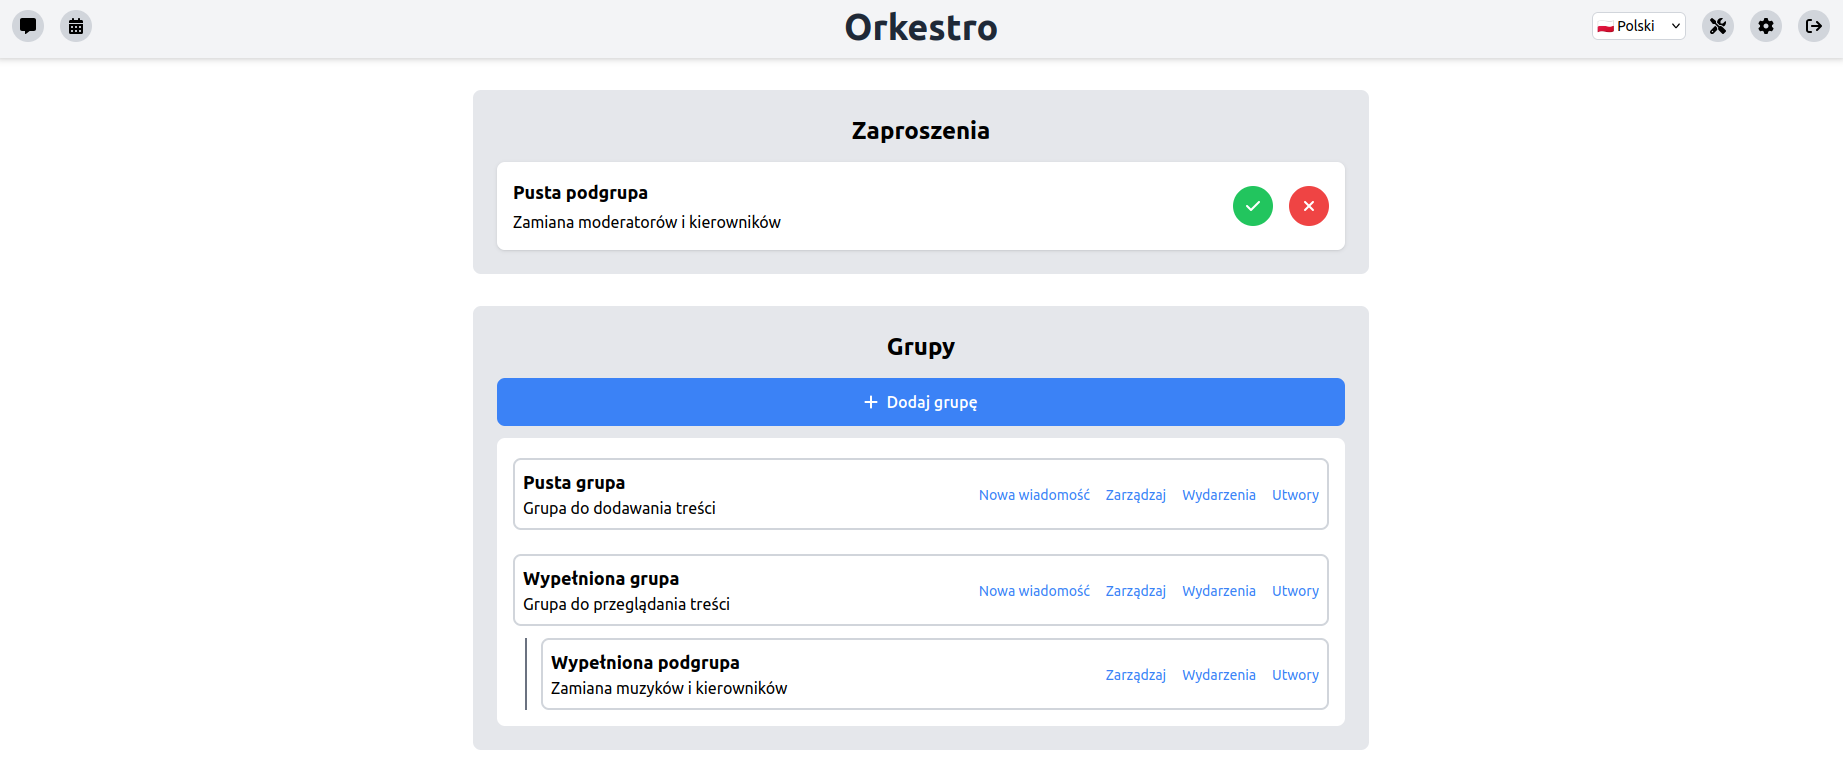 Orkestro
Polski
Zaproszenia
Pusta podgrupa
Zamiana moderatorów i kierowników
Grupy
Dodaj grupę
Pusta grupa
Grupa do dodawania treści
Nowa wiadomość Zarządzaj Wydarzenia Utwory
Wypełniona grupa
Grupa do przeglądania treści
Nowa wiadomość Zarządzaj Wydarzenia Utwory
Wypełniona podgrupa
Zamiana muzyków i kierowników
Zarządzaj Wydarzenia Utwory